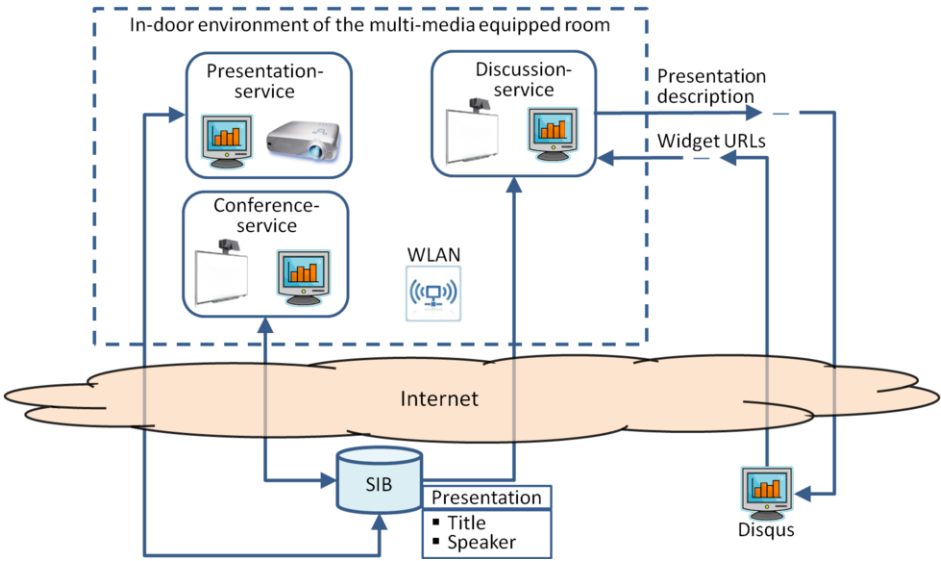 In-door environment of the multi-media equipped room
Presentation-
service
Discussion-
service
Presentation
description
Widget URLs
Conference-
service
WLAN
Internet
SIB
Presentation
▪ Title
▪ Speaker
Disqus